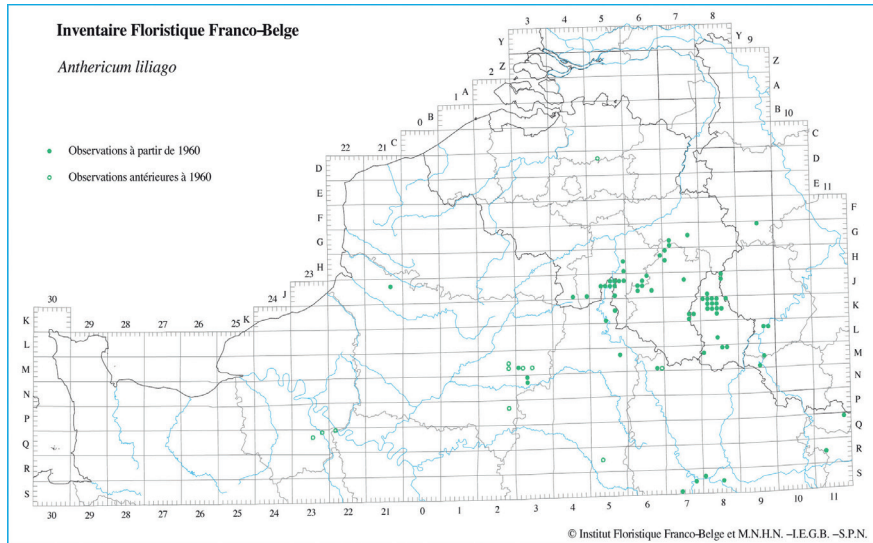 Inventaire Floristique Franco-Belge
Anthericum liliago
Observations à partir de 1960
Observations antérieures à 1960
3 4 5 6 7 8
Y Y
9
Z Z
2
A A
1
B B
10
0
C C
22 21
D D
E E
11
F F
G G
H H
23
J J
24
30
K K K
29 28 26 25
L L
M M
N N
P P
Q Q
R R
S S
30 29 28 26 25 24 23 22 21 0 1 2 3 4 5 6 7 8 9 10 11
© Institut Floristique Franco-Belge et M.N.H.N. –I.E.G.B. –S.P.N.